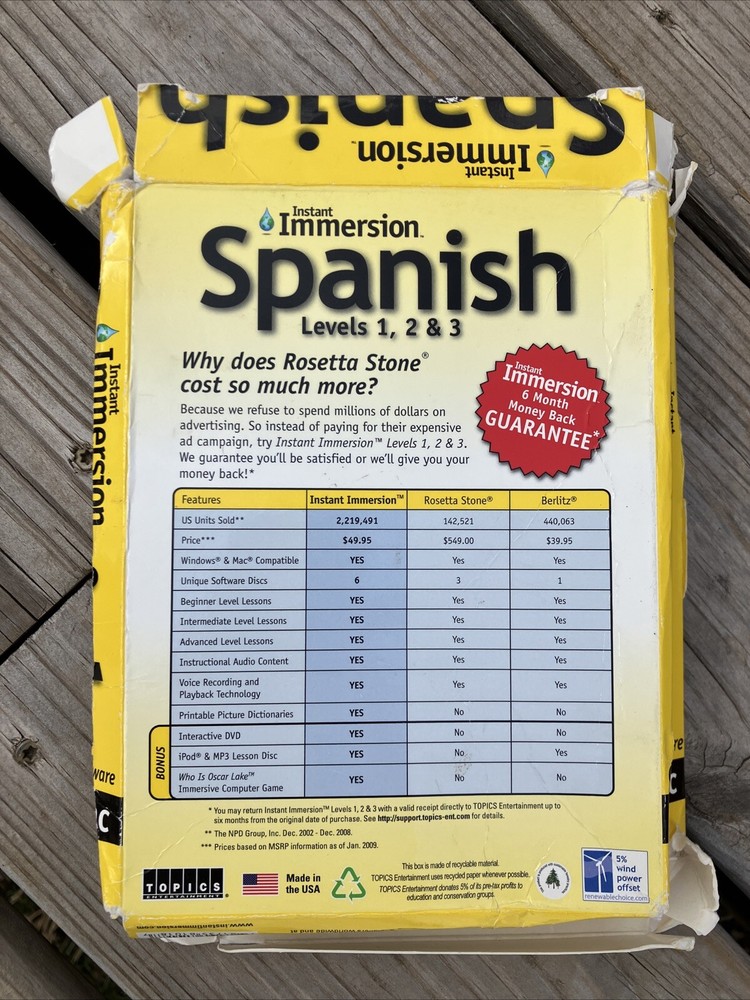 Spanish
Immersion™
Instant
Instant
Immersion™
Spanish
Levels 1, 2 & 3
Why does Rosetta Stone®
cost so much more?
Because we refuse to spend millions of dollars on
advertising. So instead of paying for their expensive
ad campaign, try Instant Immersion™ Levels 1, 2 & 3.
We guarantee you'll be satisfied or we'll give you your
money back!*
Instant
Immersion
6 Month
Money Back
GUARANTEE*
Features Instant Immersion™ Rosetta Stone® Berlitz®
US Units Sold** 2,219,491 142,521 440,063
Price*** $49.95 $549.00 $39.95
Windows® & Mac® Compatible YES Yes Yes
Unique Software Discs 6 3 1
Beginner Level Lessons YES Yes Yes
Intermediate Level Lessons YES Yes Yes
Advanced Level Lessons YES Yes Yes
Instructional Audio Content YES Yes Yes
Voice Recording and
Playback Technology YES Yes Yes
Printable Picture Dictionaries YES No No
BONUS
Interactive DVD YES No No
iPod® & MP3 Lesson Disc YES No Yes
Who Is Oscar Lake™
Immersive Computer Game YES No No
* You may return Instant Immersion™ Levels 1, 2 & 3 with a valid receipt directly to TOPICS Entertainment up to
six months from the original date of purchase. See http://support.topics-ent.com for details.
** The NPD Group, Inc. Dec. 2002 - Dec. 2008.
*** Prices based on MSRP information as of Jan. 2009.
TOPICS
ENTERTAINMENT
Made in
the USA
This box is made of recyclable material.
TOPICS Entertainment uses recycled paper whenever possible.
TOPICS Entertainment donates 5% of its pre-tax profits to
education and conservation groups.
5%
wind
power
offset
renewablechoice.com
Instant
Immersion
ware
C
Instant
re
C
www.instantimmersion.com